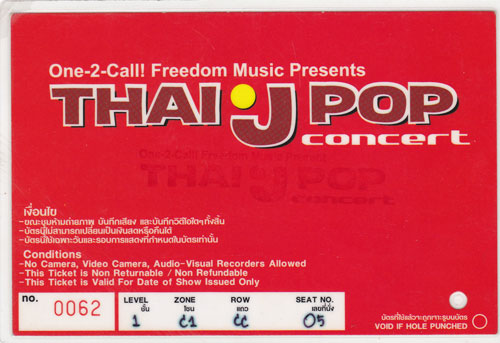 One-2-Call! Freedom Music Presents
THAI J POP
concert
One-2-Call! Freedom Music Present
THAI J POP
concert
เงื่อนไข
-ขณะชมห้ามถ่ายภาพ บันทึกเสียง และบันทึกวิดีโอใดๆทั้งสิ้น
-บัตรนี้ไม่สามารถเปลี่ยนเป็นเงินสดหรือคืนได้
-บัตรนี้ใช้เฉพาะวันและรอบการแสดงที่กำหนดในบัตรเท่านั้น
Conditions
-No Camera, Video Camera, Audio-Visual Recorders Allowed
-This Ticket is Non Returnable / Non Refundable
-This Ticket is Valid For Date of Show Issued Only
no. 0062
LEVEL ZONE ROW SEAT NO.
ชั้น โซน แถว เลขที่นั่ง
1 C1 CC 05
บัตรที่ใช้แล้วจะถูกเจาะรูบนบัตร
VOID IF HOLE PUNCHED